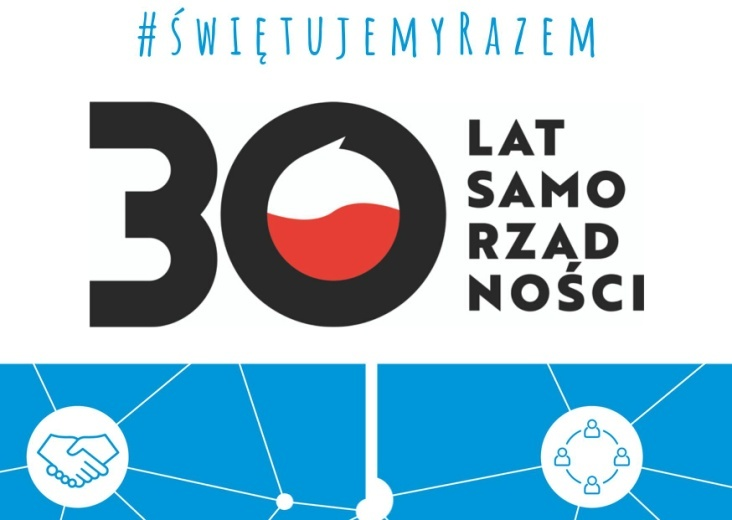 #ŚWIĘTUJEMYRAZEM
30
LAT
SAMO
RZĄD
NOŚCI